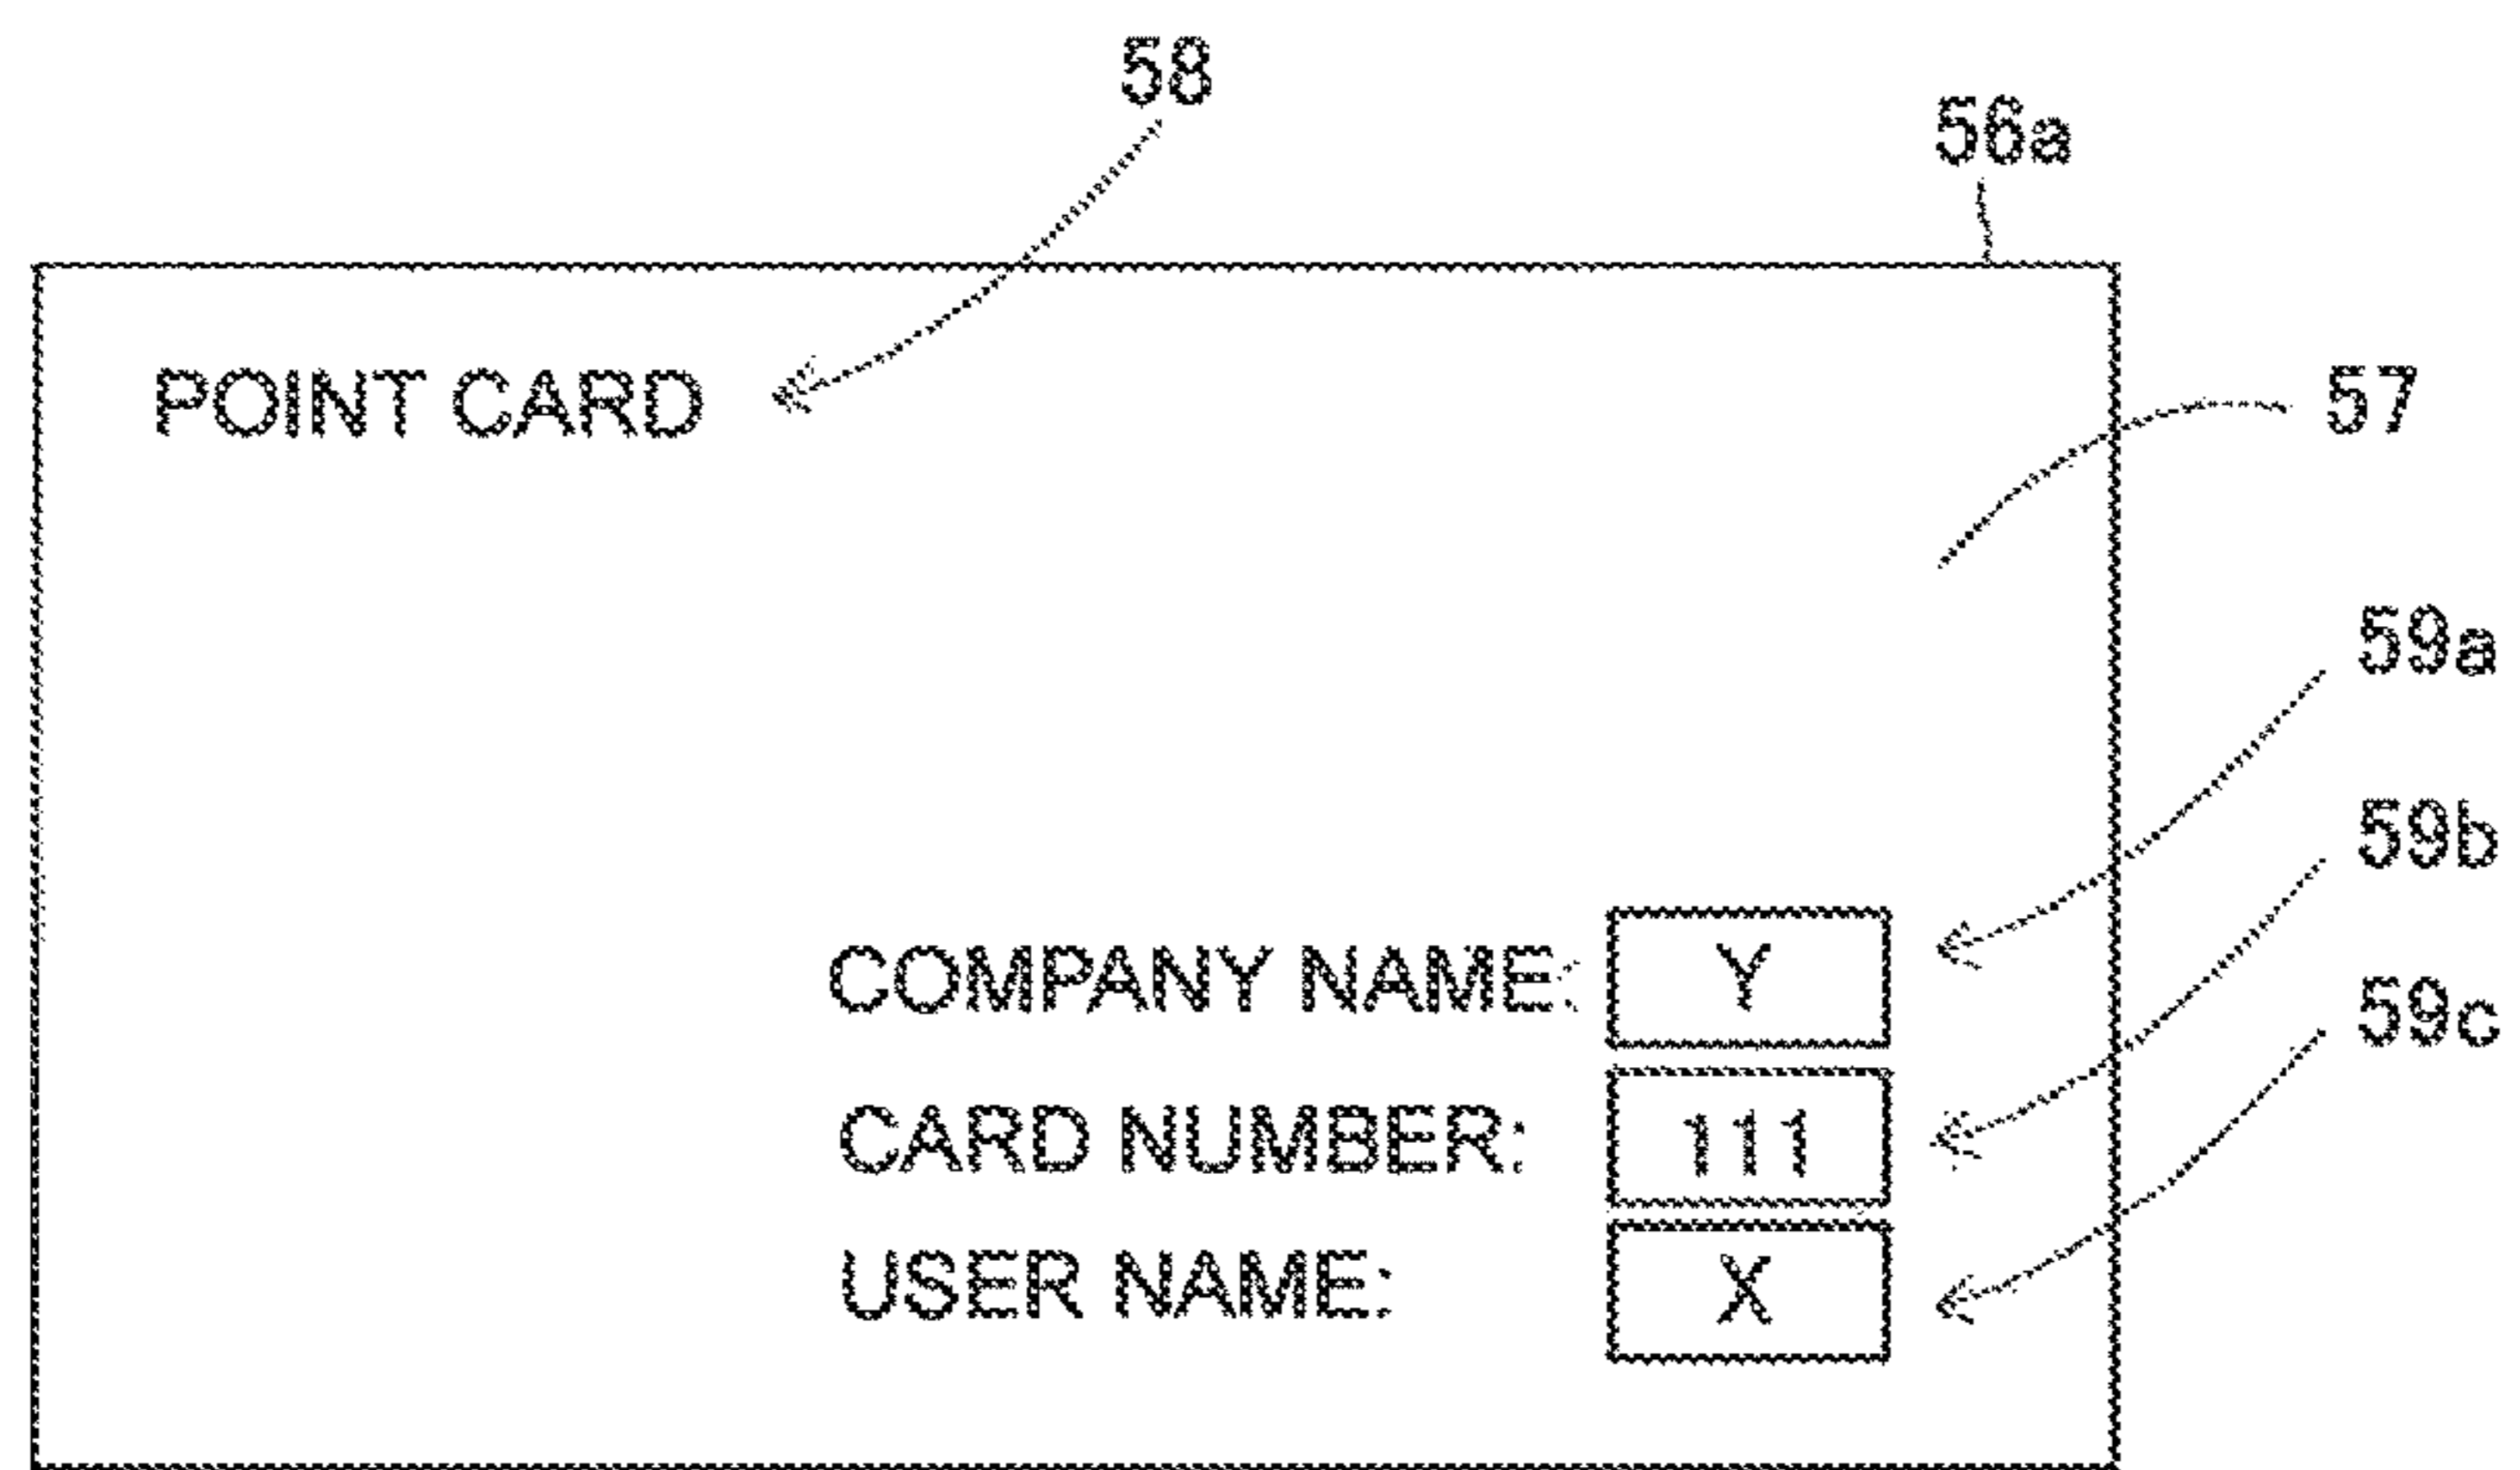 58
56a
POINT CARD
57
59a
59b
COMPANY NAME: Y
59c
CARD NUMBER: 111
USER NAME: X